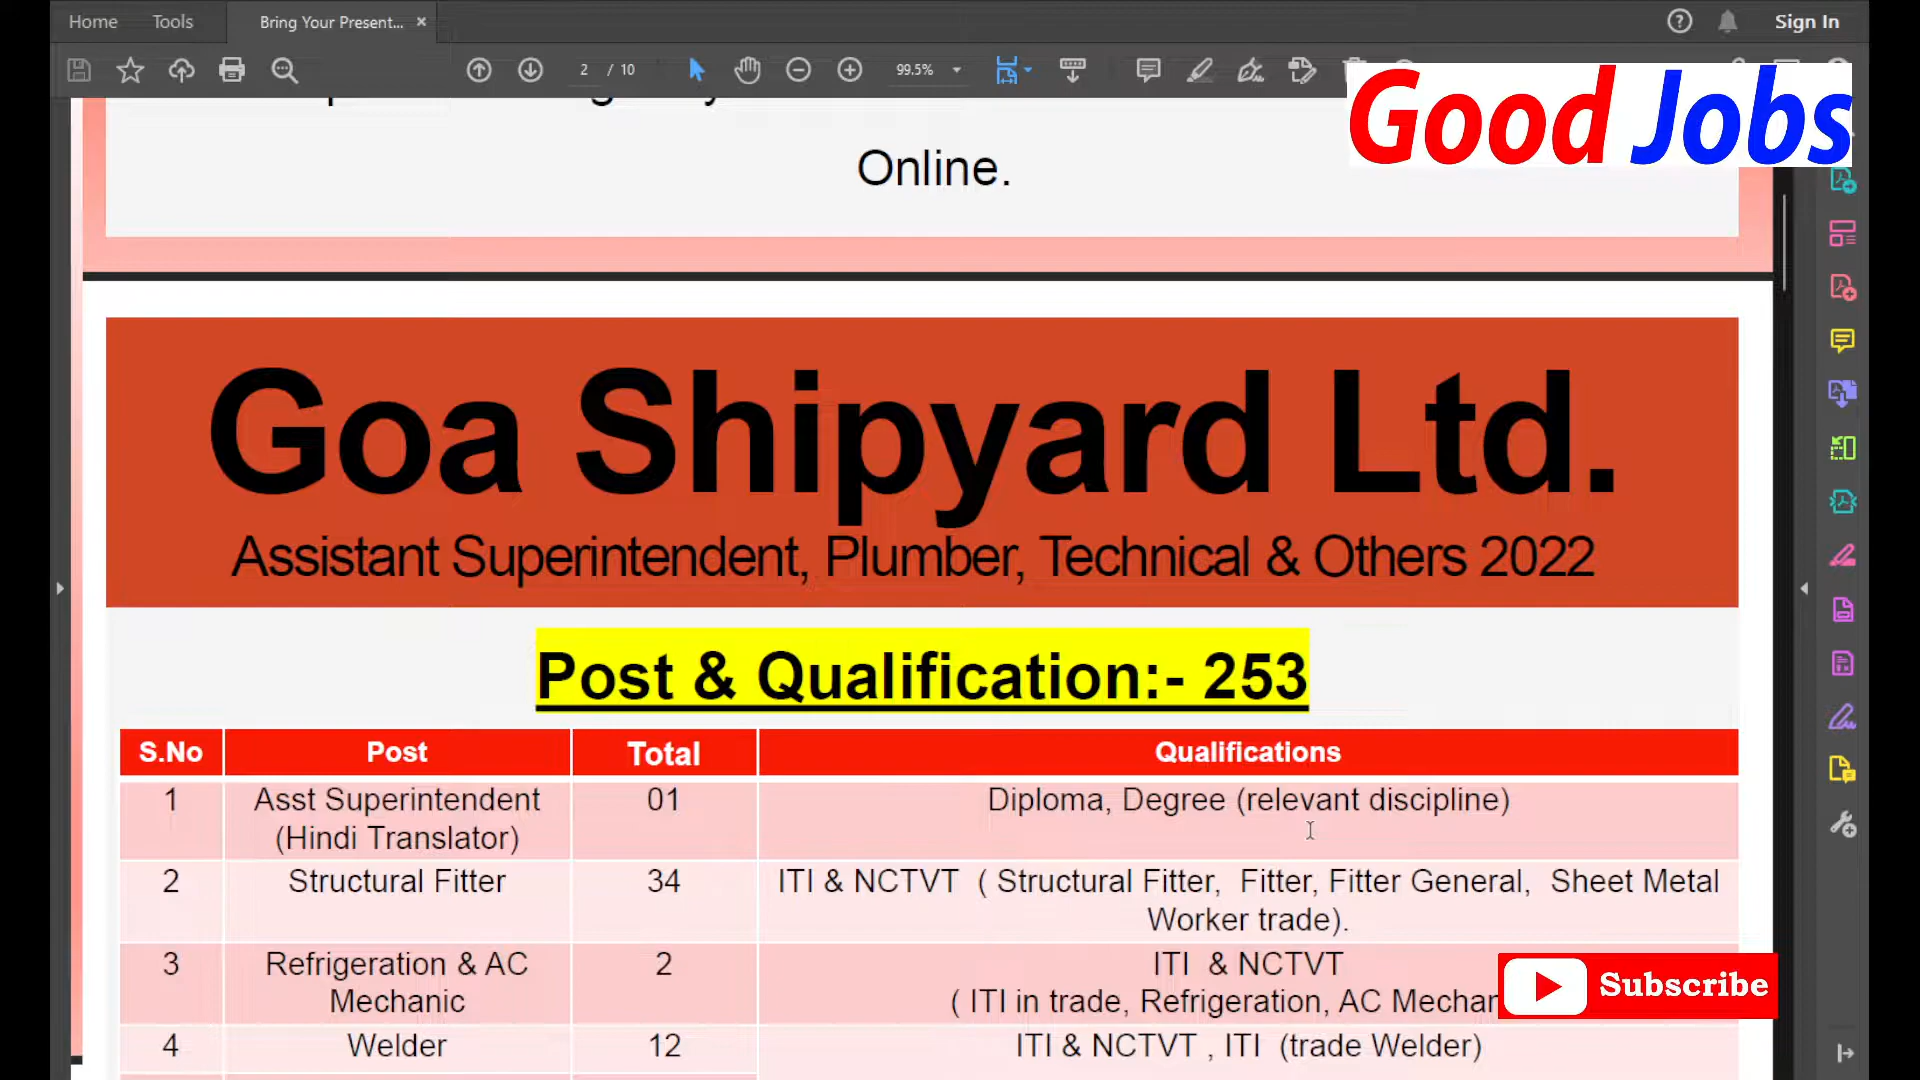 Home Tools Bring Your Present... × Sign In
2 / 10 99.5%
Good Jobs
Online.
Goa Shipyard Ltd.
Assistant Superintendent, Plumber, Technical & Others 2022
Post & Qualification:- 253
S.No Post Total Qualifications
1 Asst Superintendent (Hindi Translator) 01 Diploma, Degree (relevant discipline)
2 Structural Fitter 34 ITI & NCTVT ( Structural Fitter, Fitter, Fitter General, Sheet Metal
Worker trade).
3 Refrigeration & AC Mechanic 2 ITI & NCTVT
( ITI in trade, Refrigeration, AC Mechan
Subscribe
4 Welder 12 ITI & NCTVT , ITI (trade Welder)